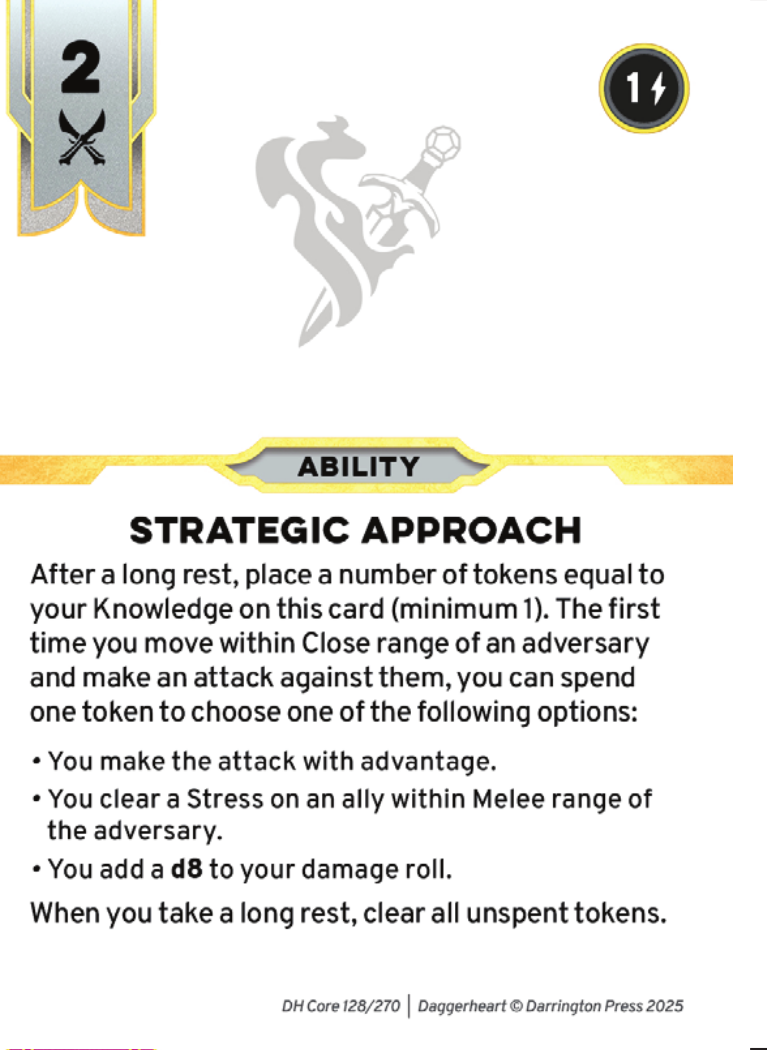 2
1
ABILITY
STRATEGIC APPROACH
After a long rest, place a number of tokens equal to
your Knowledge on this card (minimum 1). The first
time you move within Close range of an adversary
and make an attack against them, you can spend
one token to choose one of the following options:
• You make the attack with advantage.
• You clear a Stress on an ally within Melee range of
the adversary.
• You add a d8 to your damage roll.
When you take a long rest, clear all unspent tokens.
DH Core 128/270 | Daggerheart © Darrington Press 2025